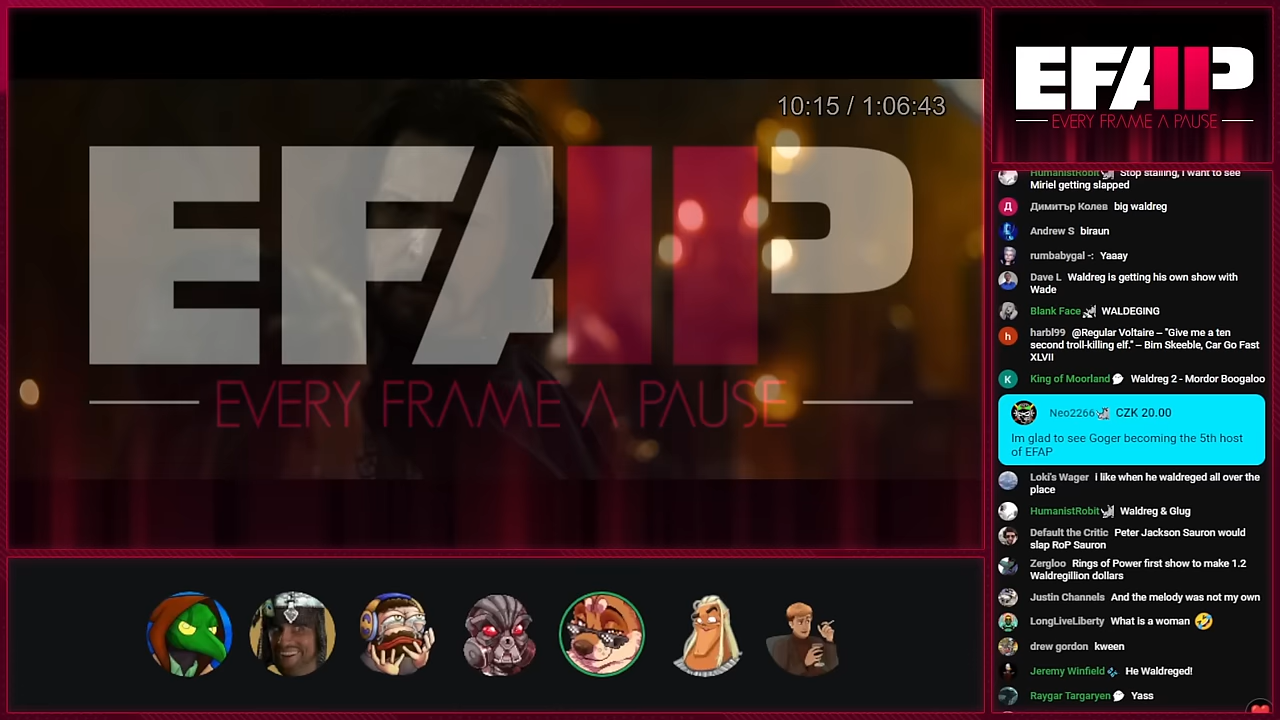 10:15 / 1:06:43
EFAP
EVERY FRAME A PAUSE
EFAP
EVERY FRAME A PAUSE
HumanistRobit Stop stalling, I want to see
Miriel getting slapped
Димитър Колев big waldreg
Andrew S biraun
rumbabygal -: Yaaay
Dave L Waldreg is getting his own show with
Wade
Blank Face WALDEGING
harbl99 @Regular Voltaire – "Give me a ten
second troll-killing elf." – Bim Skeeble, Car Go Fast
XLVII
King of Moorland Waldreg 2 - Mordor Boogaloo
Neo2266 CZK 20.00
Im glad to see Goger becoming the 5th host
of EFAP
Loki's Wager i like when he waldreged all over the
place
HumanistRobit Waldreg & Glug
Default the Critic Peter Jackson Sauron would
slap RoP Sauron
Zergloo Rings of Power first show to make 1.2
Waldregillion dollars
Justin Channels And the melody was not my own
LongLiveLiberty What is a woman 🤣
drew gordon kween
Jeremy Winfield He Waldreged!
Raygar Targaryen Yass